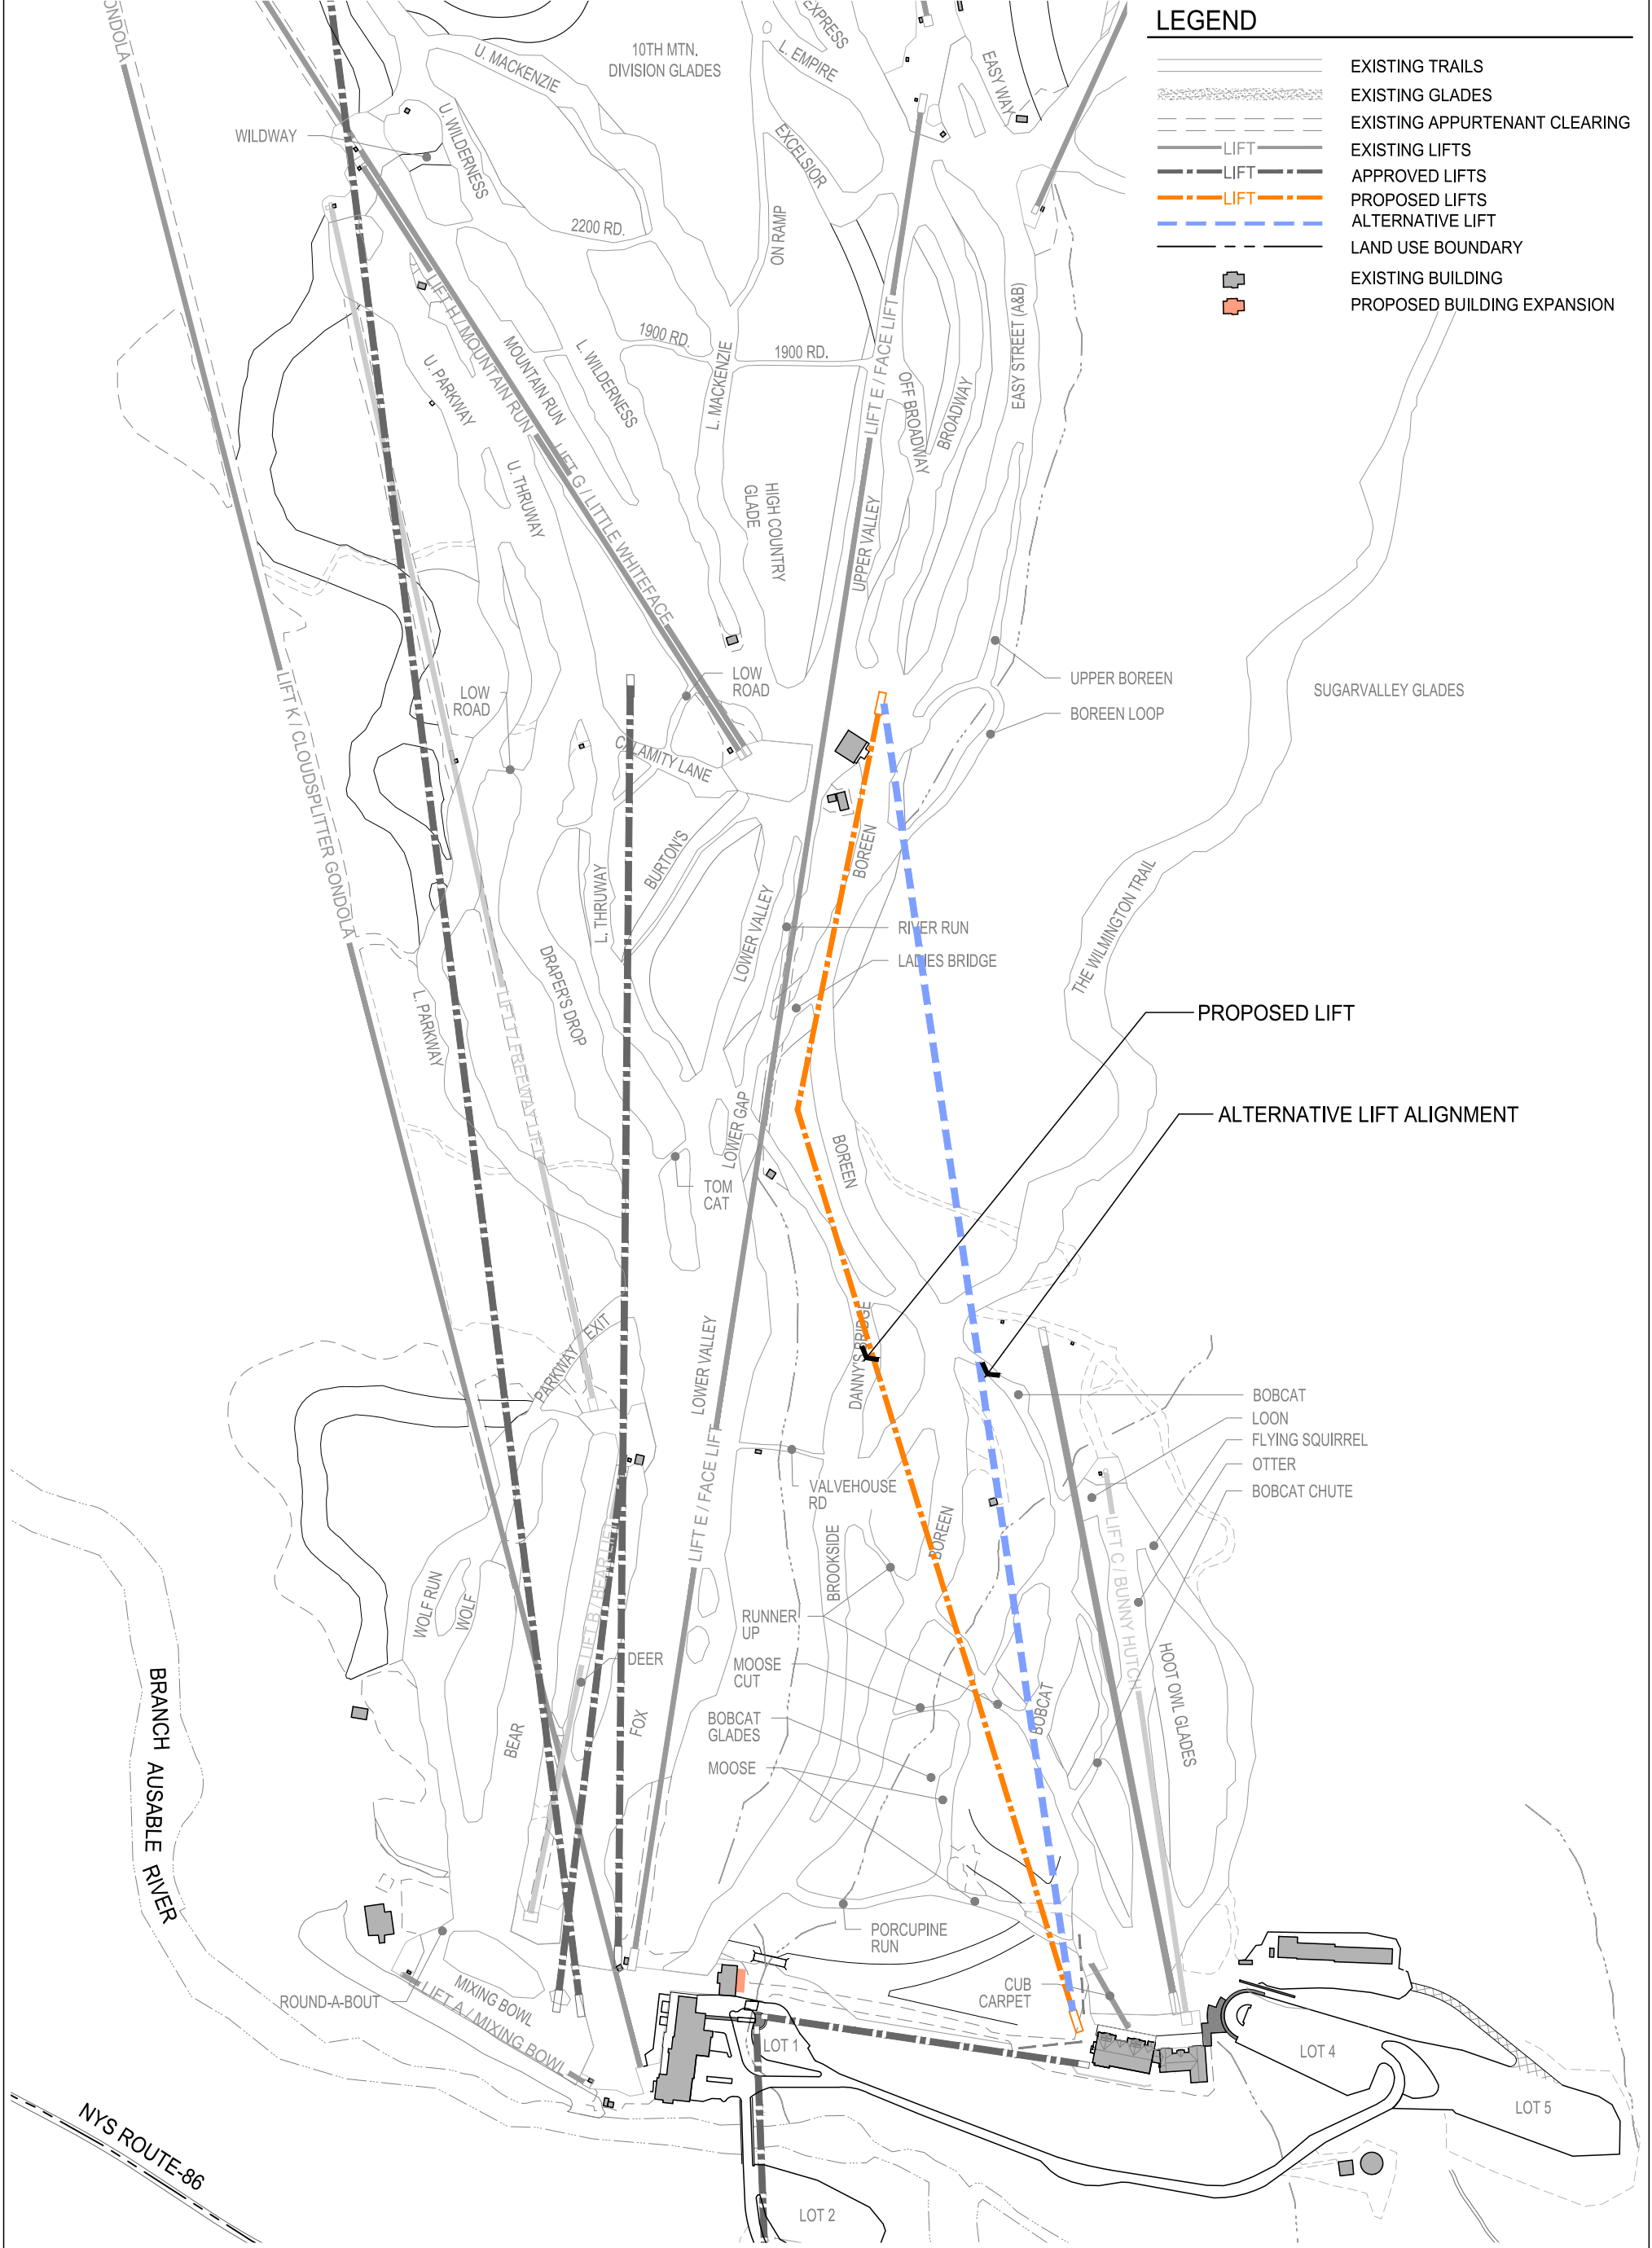 LEGEND
EXISTING TRAILS
EXISTING GLADES
EXISTING APPURTENANT CLEARING
LIFT
EXISTING LIFTS
LIFT
APPROVED LIFTS
LIFT
PROPOSED LIFTS
ALTERNATIVE LIFT
LAND USE BOUNDARY
EXISTING BUILDING
PROPOSED BUILDING EXPANSION
ONDOLA
EXPRESS
U. MACKENZIE
10TH MTN.
DIVISION GLADES
L. EMPIRE
EASY WAY
WILDWAY
U. WILDERNESS
EXCELSIOR
2200 RD.
ON RAMP
LIFT H / MOUNTAIN RUN
MOUNTAIN RUN
L. WILDERNESS
1900 RD.
1900 RD.
L. MACKENZIE
LIFT E / FACE LIFT
EASY STREET (A&B)
U. PARKWAY
OFF BROADWAY
BROADWAY
U. THRUWAY
LIFT G / LITTLE WHITEFACE
HIGH COUNTRY
GLADE
UPPER VALLEY
LIFT K / CLOUDSPLITTER GONDOLA
LOW
ROAD
LOW
ROAD
CALAMITY LANE
UPPER BOREEN
BOREEN LOOP
SUGARVALLEY GLADES
BURTON'S
BOREEN
L. THRUWAY
LOWER VALLEY
RIVER RUN
LADIES BRIDGE
THE WILMINGTON TRAIL
DRAPER'S DROP
L. PARKWAY
LIFT / FREEWAY LIFT
PROPOSED LIFT
ALTERNATIVE LIFT ALIGNMENT
LOWER GAP
BOREEN
TOM
CAT
PARKWAY EXIT
LOWER VALLEY
DANNY'S BRIDGE
LIFT E / FACE LIFT
BOBCAT
LOON
FLYING SQUIRREL
OTTER
BOBCAT CHUTE
VALVEHOUSE
RD
LIFT B / BEAR LIFT
BROOKSIDE
BOREEN
LIFT C / BUNNY HUTCH
WOLF RUN
WOLF
RUNNER
UP
DEER
MOOSE
CUT
HOOT OWL GLADES
BOBCAT
BOBCAT
GLADES
BEAR
FOX
MOOSE
BRANCH AUSABLE RIVER
PORCUPINE
RUN
ROUND-A-BOUT
MIXING BOWL
LIFT A / MIXING BOWL
CUB
CARPET
LOT 1
LOT 4
LOT 5
NYS ROUTE-86
LOT 2